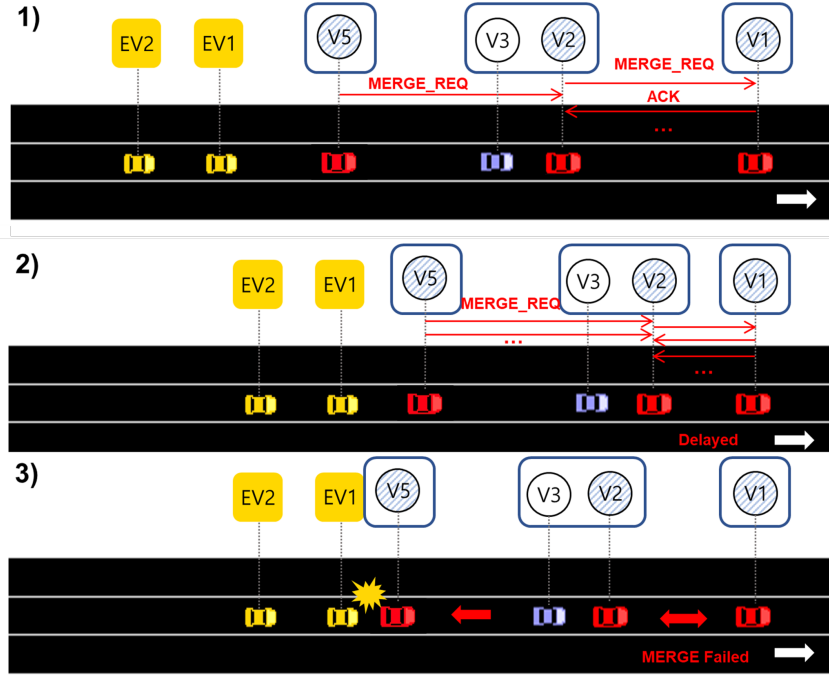 1)
EV2 EV1 V5 V3 V2 V1
MERGE_REQ MERGE_REQ
ACK
...
2)
EV2 EV1 V5 V3 V2 V1
MERGE_REQ
...
...
Delayed
3)
EV2 EV1 V5 V3 V2 V1
MERGE Failed